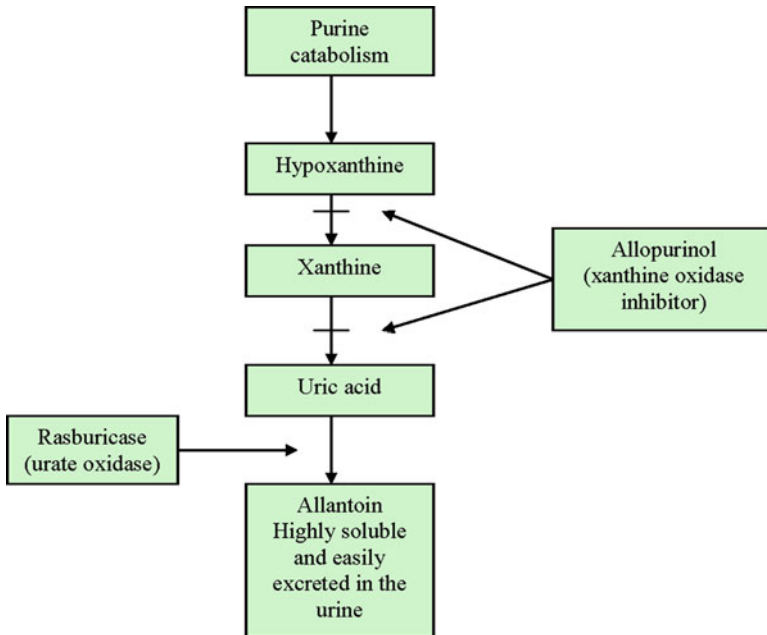 Purine
catabolism
Hypoxanthine
Xanthine
Allopurinol
(xanthine oxidase
inhibitor)
Uric acid
Rasburicase
(urate oxidase)
Allantoin
Highly soluble
and easily
excreted in the
urine